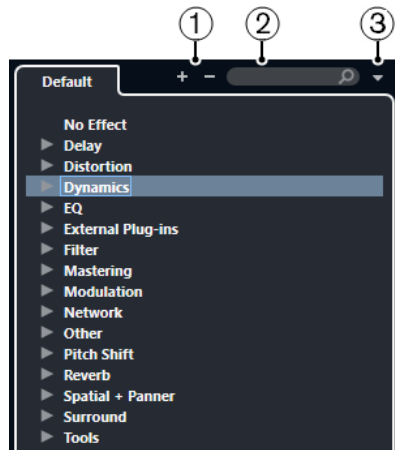 1 2 3
Default + −
No Effect
Delay
Distortion
Dynamics
EQ
External Plug-ins
Filter
Mastering
Modulation
Network
Other
Pitch Shift
Reverb
Spatial + Panner
Surround
Tools